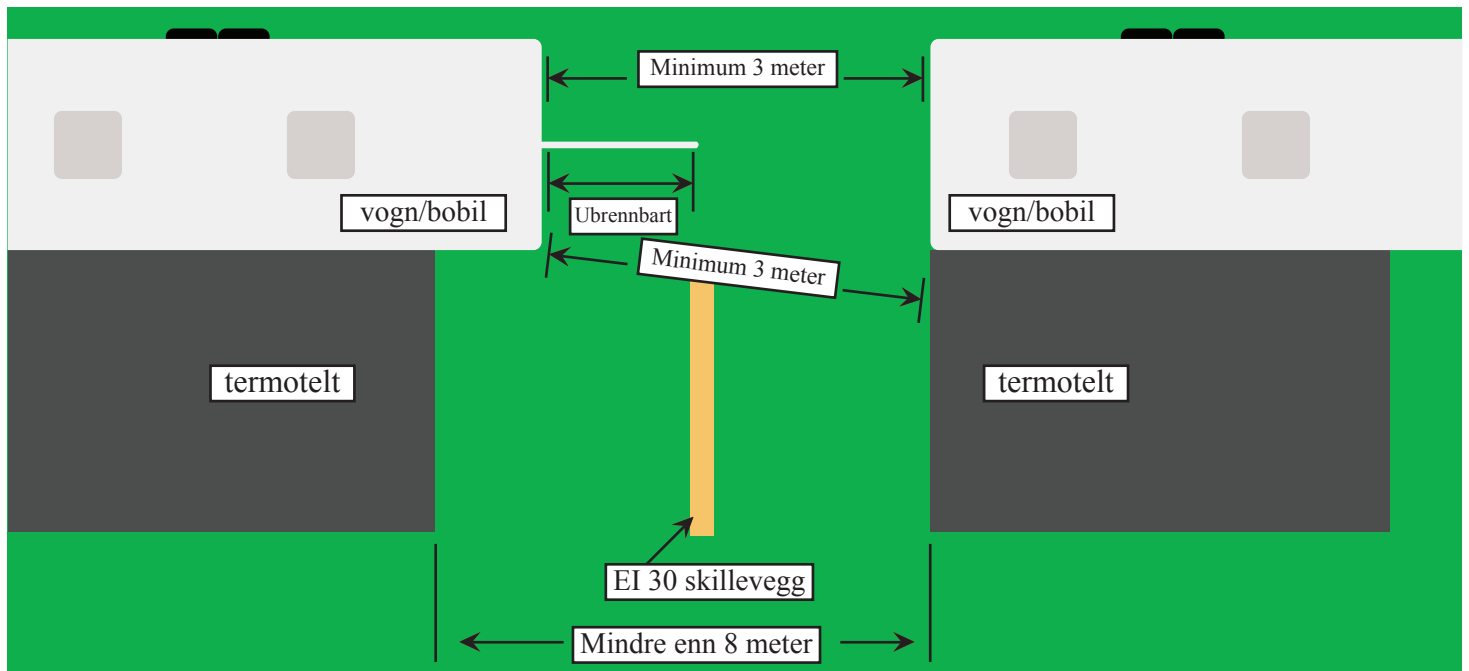 Minimum 3 meter
vogn/bobil
Ubrennbart
vogn/bobil
Minimum 3 meter
termotelt
termotelt
EI 30 skillevegg
Mindre enn 8 meter